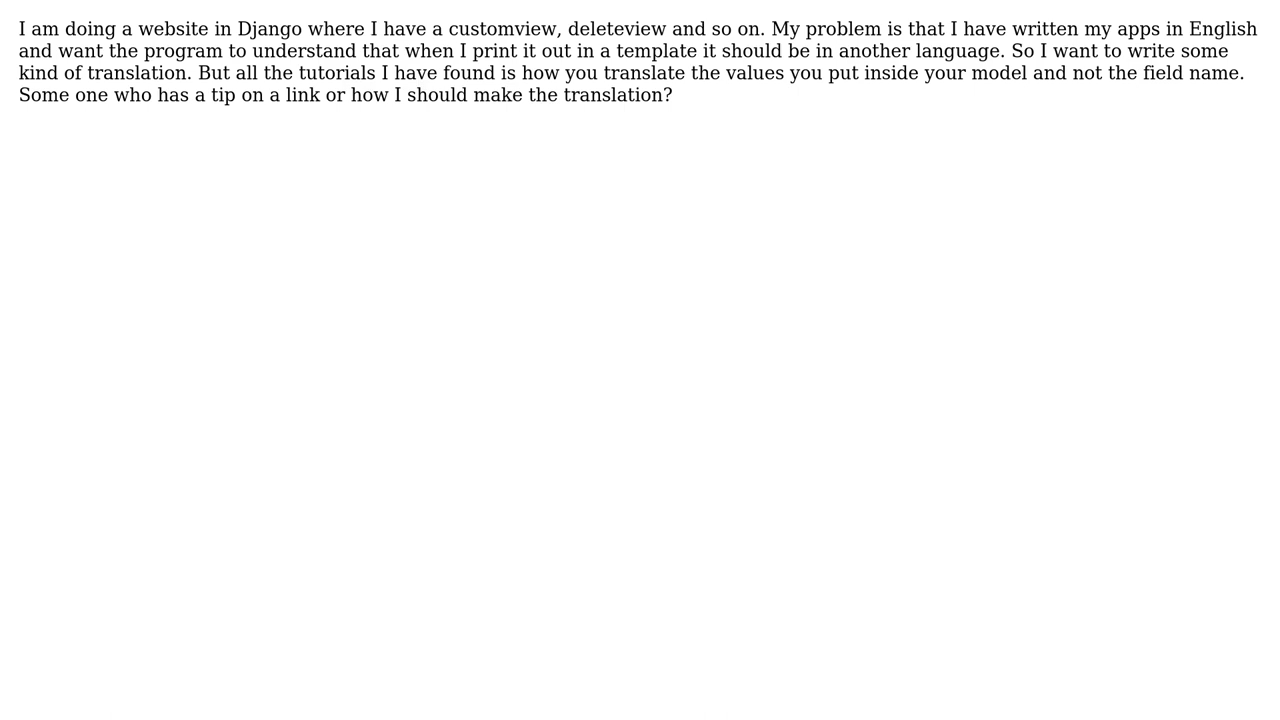 I am doing a website in Django where I have a customview, deleteview and so on. My problem is that I have written my apps in English
and want the program to understand that when I print it out in a template it should be in another language. So I want to write some
kind of translation. But all the tutorials I have found is how you translate the values you put inside your model and not the field name.
Some one who has a tip on a link or how I should make the translation?